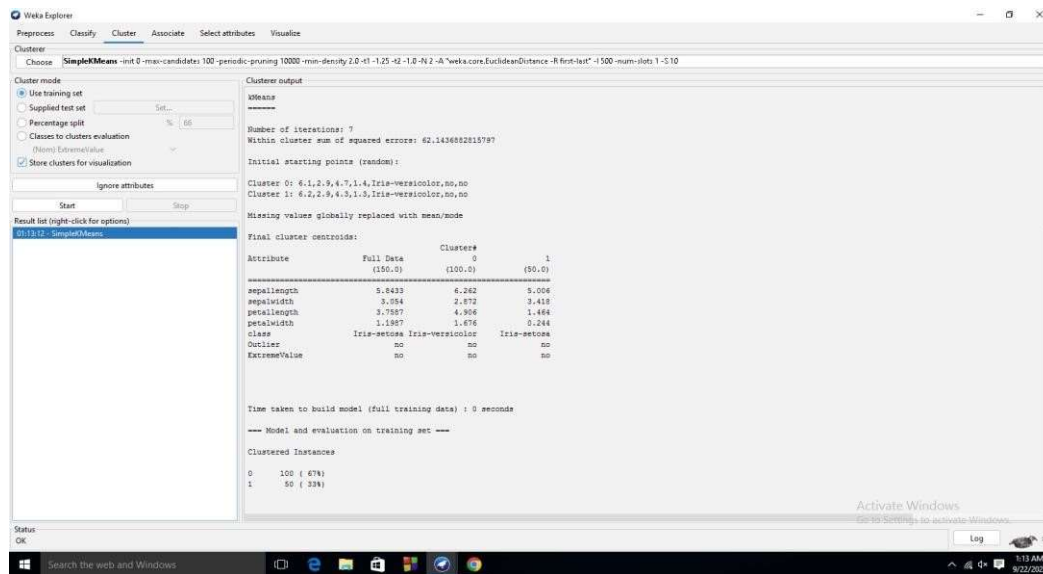 Weka Explorer
Preprocess Classify Cluster Associate Select attributes Visualize
Clusterer
Choose SimpleKMeans -init 0 -max-candidates 100 -periodic-pruning 10000 -min-density 2.0 -t1 -1.25 -t2 -1.0 -N 2 -A "weka.core.EuclideanDistance -R first-last" -I 500 -num-slots 1 -S 10
Cluster mode
Use training set
Supplied test set Set...
Percentage split % 66
Classes to clusters evaluation
(Nom) ExtremeValue
Store clusters for visualization
Ignore attributes
Start Stop
Result list (right-click for options)
01:13:12 - SimpleKMeans
Clusterer output
kMeans
======
Number of iterations: 7
Within cluster sum of squared errors: 62.1436882815797
Initial starting points (random):
Cluster 0: 6.1,2.9,4.7,1.4,Iris-versicolor,no,no
Cluster 1: 6.2,2.9,4.3,1.3,Iris-versicolor,no,no
Missing values globally replaced with mean/mode
Final cluster centroids:
Cluster#
Attribute Full Data 0 1
(150.0) (100.0) (50.0)
sepallength 5.8433 6.262 5.006
sepalwidth 3.054 2.872 3.418
petallength 3.7587 4.906 1.464
petalwidth 1.1987 1.676 0.244
class Iris-setosa Iris-versicolor Iris-setosa
Outlier no no no
ExtremeValue no no no
Time taken to build model (full training data) : 0 seconds
=== Model and evaluation on training set ===
Clustered Instances
0 100 ( 67%)
1 50 ( 33%)
Activate Windows
Go to Settings to activate Windows.
Status
OK
Log
Search the web and Windows
1:13 AM